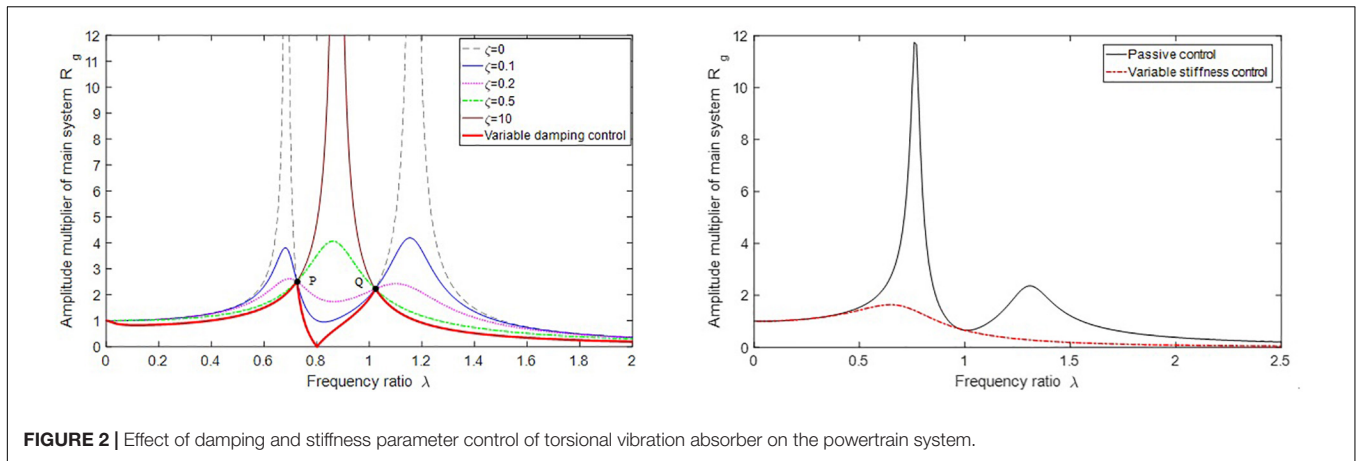 Amplitude multiplier of main system R_g
12
11
10
9
8
7
6
5
4
3
2
1
0
0 0.2 0.4 0.6 0.8 1 1.2 1.4 1.6 1.8 2
Frequency ratio λ
ζ=0
ζ=0.1
ζ=0.2
ζ=0.5
ζ=10
Variable damping control
P
Q
Amplitude multiplier of main system R_g
12
10
8
6
4
2
0
0 0.5 1 1.5 2 2.5
Frequency ratio λ
Passive control
Variable stiffness control
FIGURE 2 | Effect of damping and stiffness parameter control of torsional vibration absorber on the powertrain system.